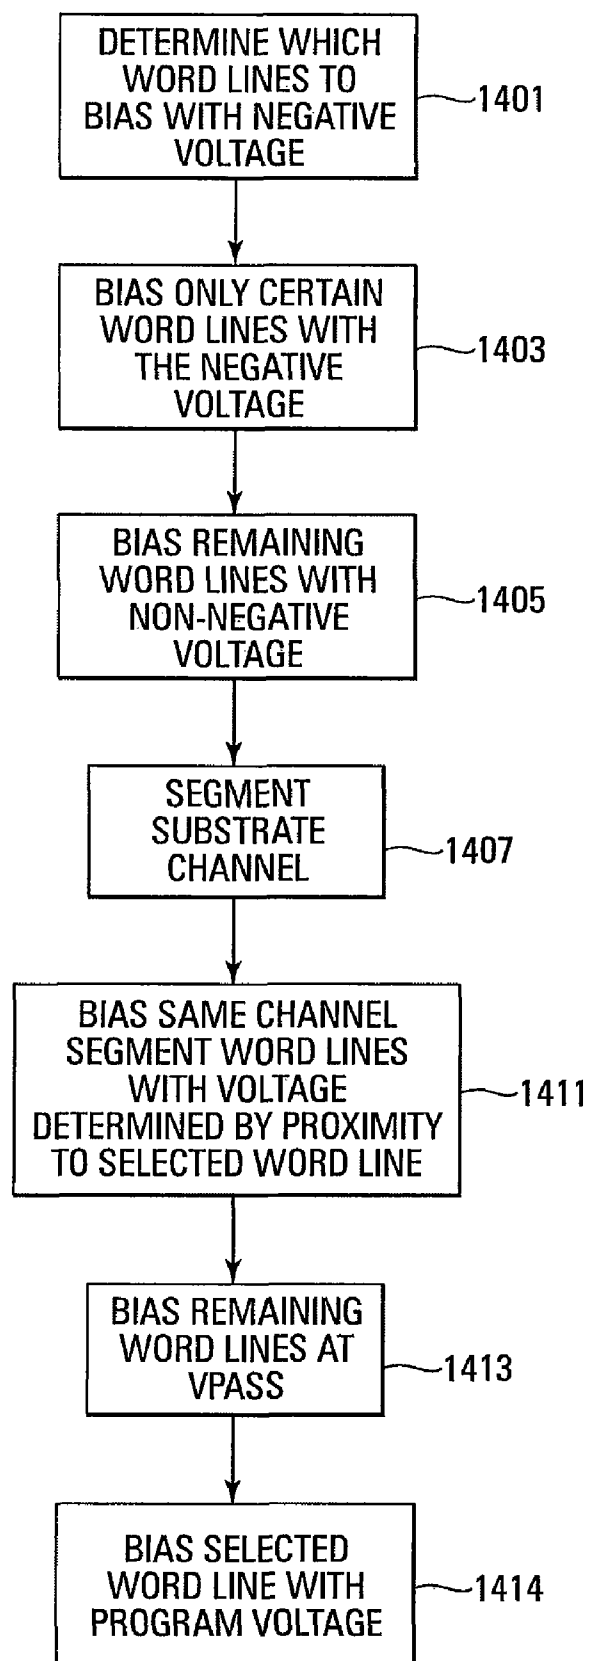 DETERMINE WHICH
WORD LINES TO
BIAS WITH NEGATIVE
VOLTAGE
1401
BIAS ONLY CERTAIN
WORD LINES WITH
THE NEGATIVE
VOLTAGE
1403
BIAS REMAINING
WORD LINES WITH
NON-NEGATIVE
VOLTAGE
1405
SEGMENT
SUBSTRATE
CHANNEL
1407
BIAS SAME CHANNEL
SEGMENT WORD LINES
WITH VOLTAGE
DETERMINED BY PROXIMITY
TO SELECTED WORD LINE
1411
BIAS REMAINING
WORD LINES AT
VPASS
1413
BIAS SELECTED
WORD LINE WITH
PROGRAM VOLTAGE
1414